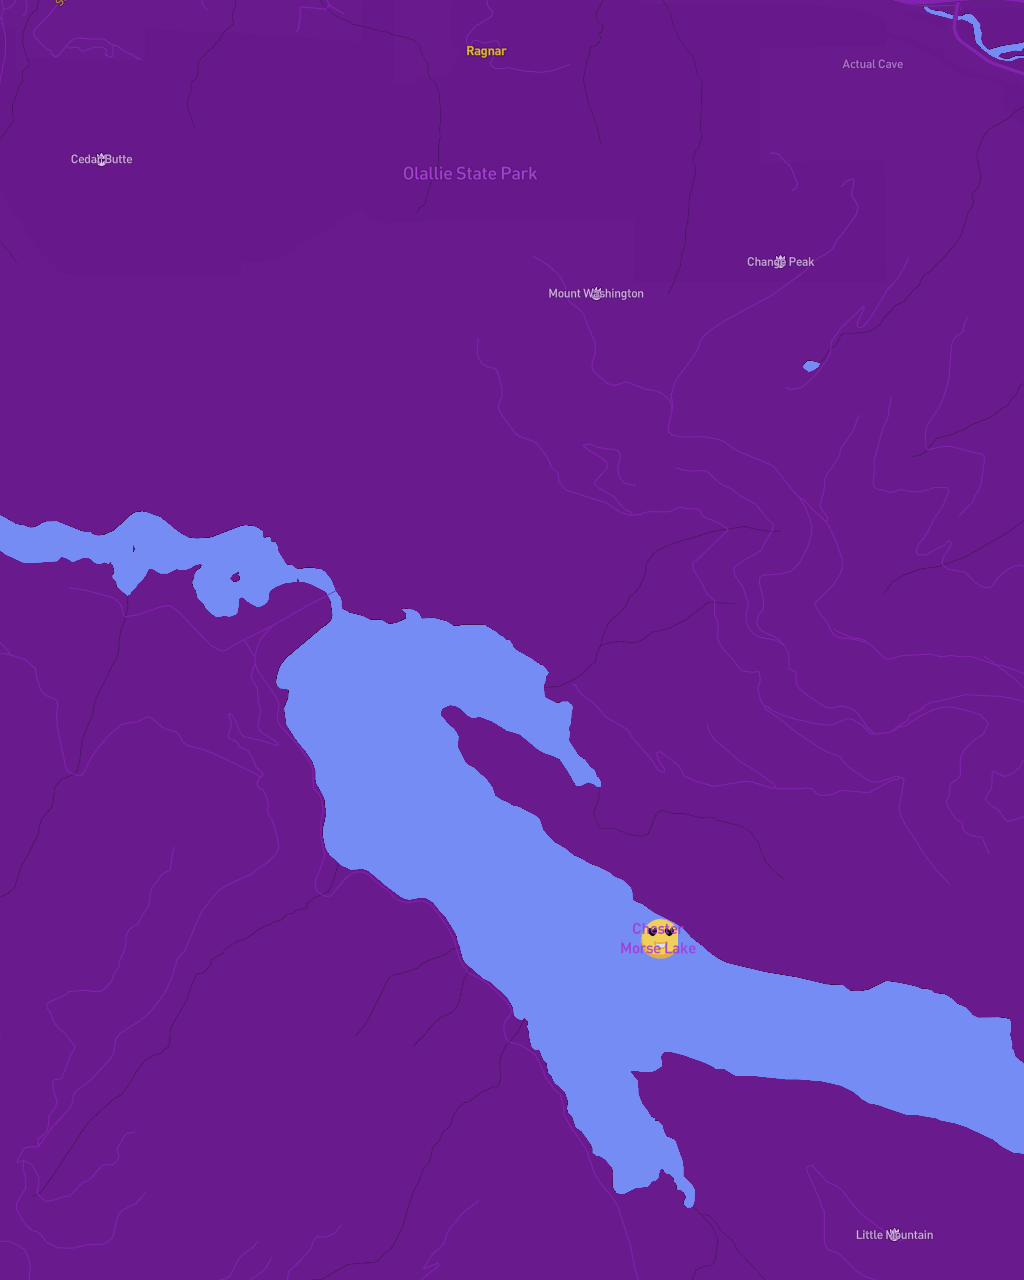 Ragnar
Actual Cave
Cedar Butte
Olallie State Park
Change Peak
Mount Washington
Chester
Morse Lake
Little Mountain